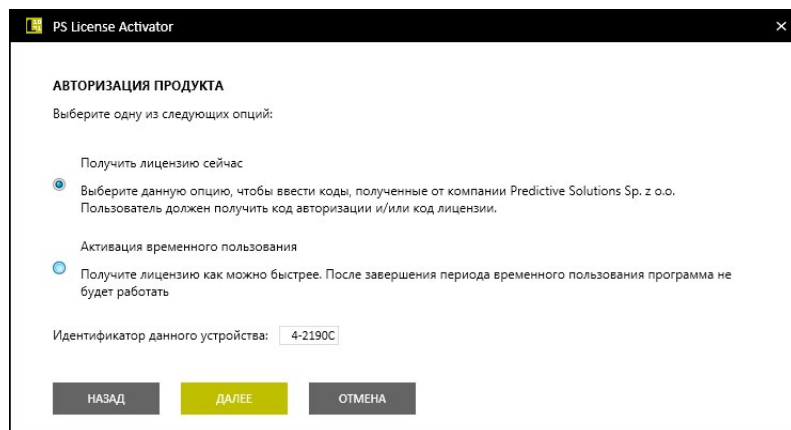 PS License Activator
АВТОРИЗАЦИЯ ПРОДУКТА
Выберите одну из следующих опций:
Получить лицензию сейчас
Выберите данную опцию, чтобы ввести коды, полученные от компании Predictive Solutions Sp. z o.o.
Пользователь должен получить код авторизации и/или код лицензии.
Активация временного пользования
Получите лицензию как можно быстрее. После завершения периода временного пользования программа не
будет работать
Идентификатор данного устройства: 4-2190C
НАЗАД ДАЛЕЕ ОТМЕНА